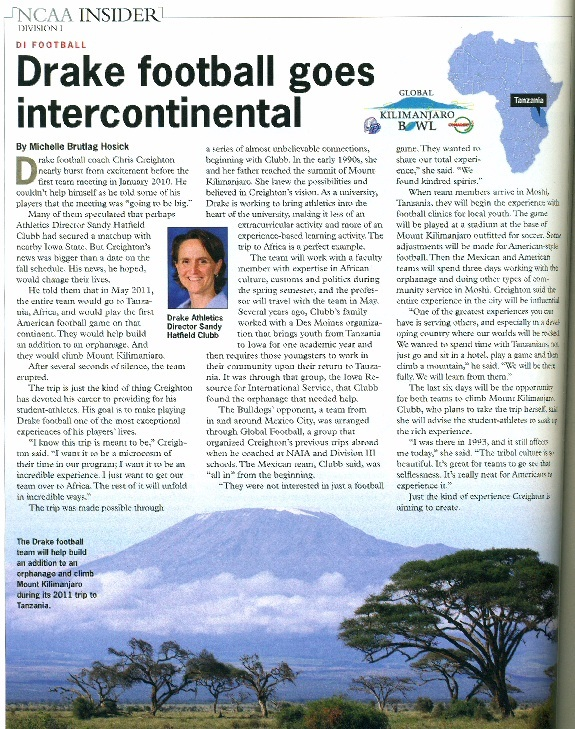 NCAA INSIDER
DIVISION I
DI FOOTBALL
Drake football goes
intercontinental
GLOBAL
KILIMANJARO
BOWL
Tanzania
By Michelle Brutlag Hosick
Drake football coach Chris Creighton
nearly burst from excitement before the
first team meeting in January 2010. He
couldn't help himself as he told some of his
players that the meeting was "going to be big."
Many of them speculated that perhaps
Athletics Director Sandy Hatfield
Clubb had secured a matchup with
nearby Iowa State. But Creighton's
news was bigger than a date on the
fall schedule. His news, he hoped,
would change their lives.
He told them that in May 2011,
the entire team would go to Tanza-
nia, Africa, and would play the first
American football game on that
continent. They would help build
an addition to an orphanage. And
they would climb Mount Kilimanjaro.
After several seconds of silence, the team
erupted.
The trip is just the kind of thing Creighton
has devoted his career to providing for his
student-athletes. His goal is to make playing
Drake football one of the most exceptional
experiences of his players' lives.
"I know this trip is meant to be," Creigh-
ton said. "I want it to be a microcosm of
their time in our program; I want it to be an
incredible experience. I just want to get our
team over to Africa. The rest of it will unfold
in incredible ways."
The trip was made possible through
a series of almost unbelievable connections,
beginning with Clubb. In the early 1990s, she
and her father reached the summit of Mount
Kilimanjaro. She knew the possibilities and
believed in Creighton's vision. As a university,
Drake is working to bring athletics into the
heart of the university, making it less of an
extracurricular activity and more of an
experience-based learning activity. The
trip to Africa is a perfect example.
The team will work with a faculty
member with expertise in African
culture, customs and politics during
the spring semester, and the profes-
sor will travel with the team in May.
Several years ago, Clubb's family
worked with a Des Moines organiza-
tion that brings youth from Tanzania
to Iowa for one academic year and
then requires those youngsters to work in
their community upon their return to Tanza-
nia. It was through that group, the Iowa Re-
source for International Service, that Clubb
found the orphanage that needed help.
The Bulldogs' opponent, a team from
in and around Mexico City, was arranged
through Global Football, a group that
organized Creighton's previous trips abroad
when he coached at NAIA and Division III
schools. The Mexican team, Clubb said, was
"all in" from the beginning.
"They were not interested in just a football
Drake Athletics
Director Sandy
Hatfield Clubb
game. They wanted to
share our total experi-
ence," she said. "We
found kindred spirits."
When team members arrive in Moshi,
Tanzania, they will begin the experience with
football clinics for local youth. The game
will be played at a stadium at the base of
Mount Kilimanjaro outfitted for soccer. Some
adjustments will be made for American-style
football. Then the Mexican and American
teams will spend three days working with the
orphanage and doing other types of com-
munity service in Moshi. Creighton said the
entire experience in the city will be influential.
"One of the greatest experiences you can
have is serving others, and especially in a devel-
oping country where our worlds will be rocked.
We wanted to spend time with Tanzanians, not
just go and sit in a hotel, play a game and then
climb a mountain," he said. "We will be there
fully. We will learn from them."
The last six days will be the opportunity
for both teams to climb Mount Kilimanjaro.
Clubb, who plans to take the trip herself, said
she will advise the student-athletes to soak up
the rich experience.
"I was there in 1993, and it still affects
me today," she said. "The tribal culture is so
beautiful. It's great for teams to go see that
selflessness. It's really neat for Americans to
experience it."
Just the kind of experience Creighton is
aiming to create.
The Drake football
team will help build
an addition to an
orphanage and climb
Mount Kilimanjaro
during its 2011 trip to
Tanzania.